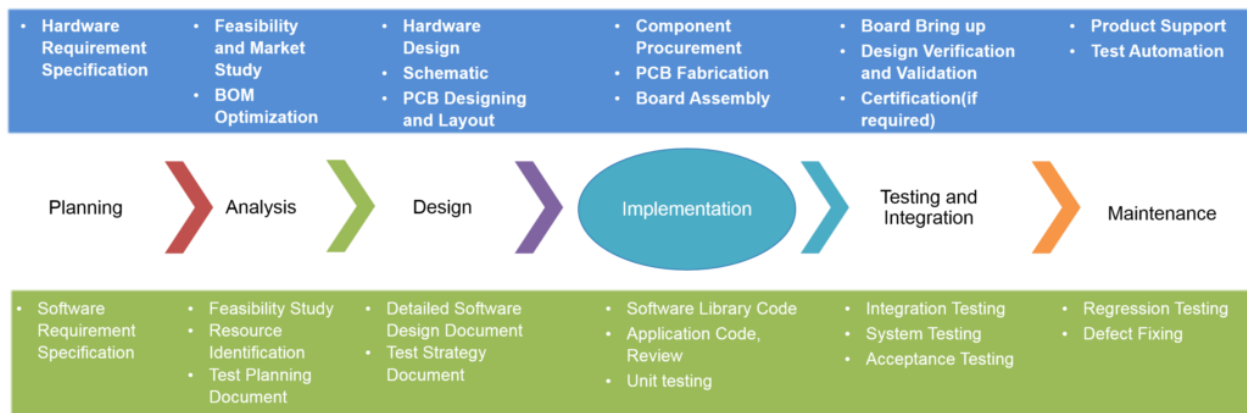 • Hardware
Requirement
Specification
• Feasibility
and Market
Study
• BOM
Optimization
• Hardware
Design
• Schematic
• PCB Designing
and Layout
• Component
Procurement
• PCB Fabrication
• Board Assembly
• Board Bring up
• Design Verification
and Validation
• Certification(if
required)
• Product Support
• Test Automation
Planning
Analysis
Design
Implementation
Testing and
Integration
Maintenance
• Software
Requirement
Specification
• Feasibility Study
• Resource
Identification
• Test Planning
Document
• Detailed Software
Design Document
• Test Strategy
Document
• Software Library Code
• Application Code,
Review
• Unit testing
• Integration Testing
• System Testing
• Acceptance Testing
• Regression Testing
• Defect Fixing